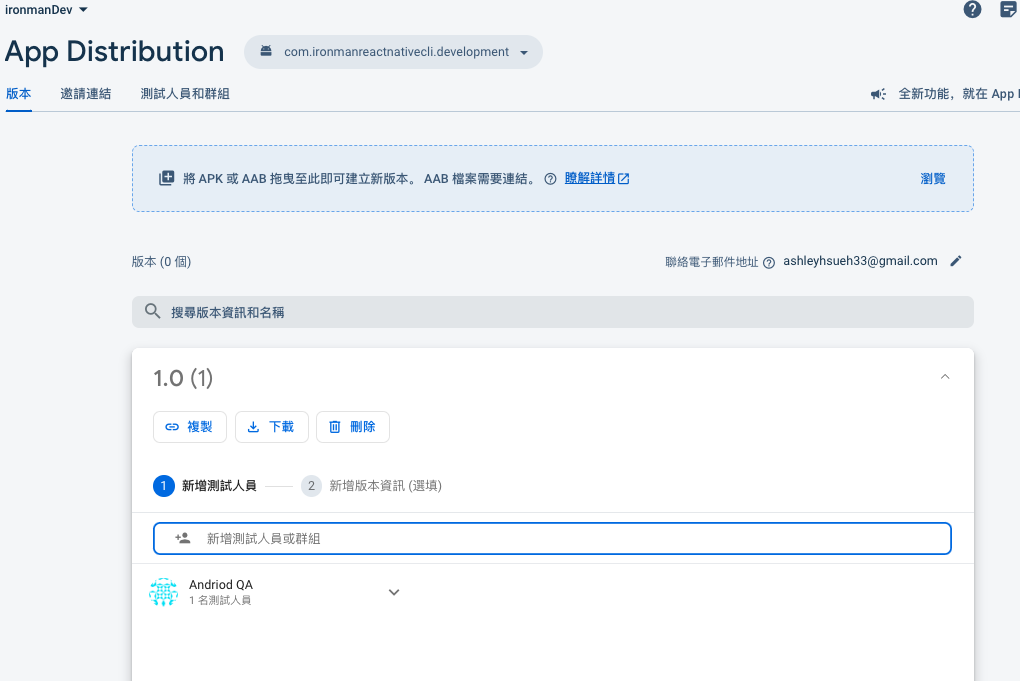 ironmanDev
App Distribution
com.ironmanreactnativecli.development
版本 邀請連結 測試人員和群組
全新功能，就在 App
將 APK 或 AAB 拖曳至此即可建立新版本。 AAB 檔案需要連結。 瞭解詳情
瀏覽
版本 (0 個)
聯絡電子郵件地址 ashleyhsueh33@gmail.com
搜尋版本資訊和名稱
1.0 (1)
複製 下載 刪除
1 新增測試人員 2 新增版本資訊 (選填)
新增測試人員或群組
Andriod QA
1 名測試人員